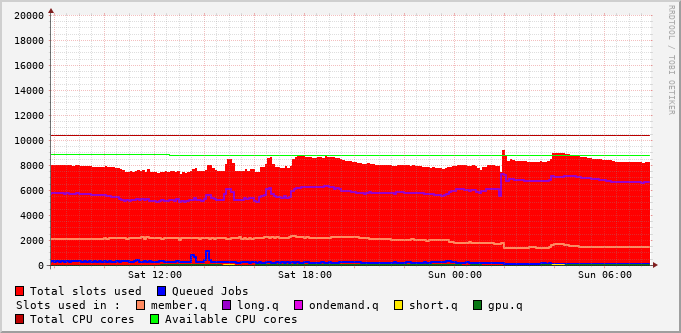 RRDTOOL / TOBI OETIKER
20000
18000
16000
14000
12000
10000
8000
6000
4000
2000
0
Sat 12:00 Sat 18:00 Sun 00:00 Sun 06:00
Total slots used Queued Jobs
Slots used in : member.q long.q ondemand.q short.q gpu.q
Total CPU cores Available CPU cores